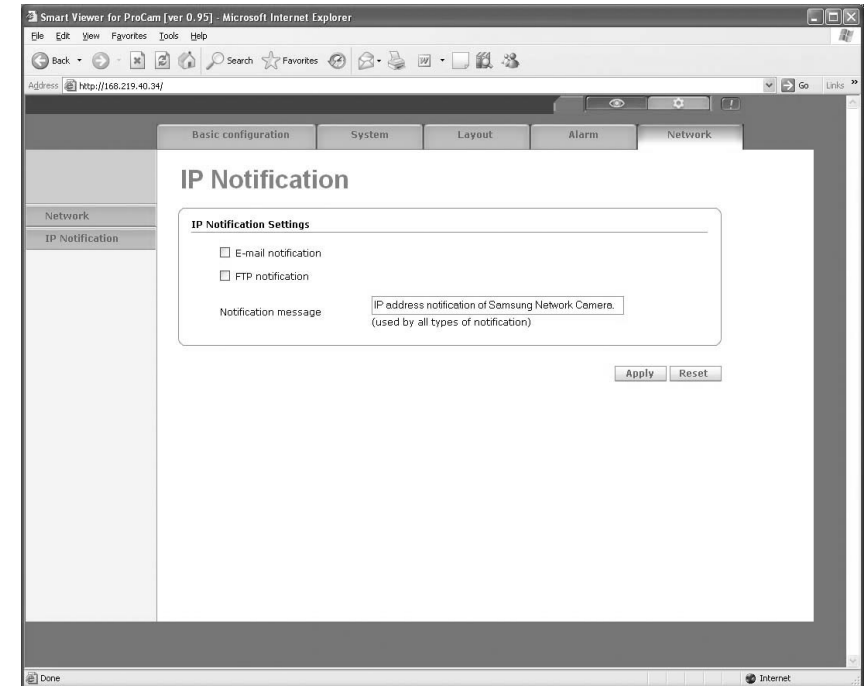 Smart Viewer for ProCam [ver 0.95] - Microsoft Internet Explorer
File Edit View Favorites Tools Help
Back Search Favorites
Address http://168.219.40.34/ Go Links »
Basic configuration System Layout Alarm Network
IP Notification
Network
IP Notification
IP Notification Settings
E-mail notification
FTP notification
Notification message IP address notification of Samsung Network Camera.
(used by all types of notification)
Apply Reset
Done Internet